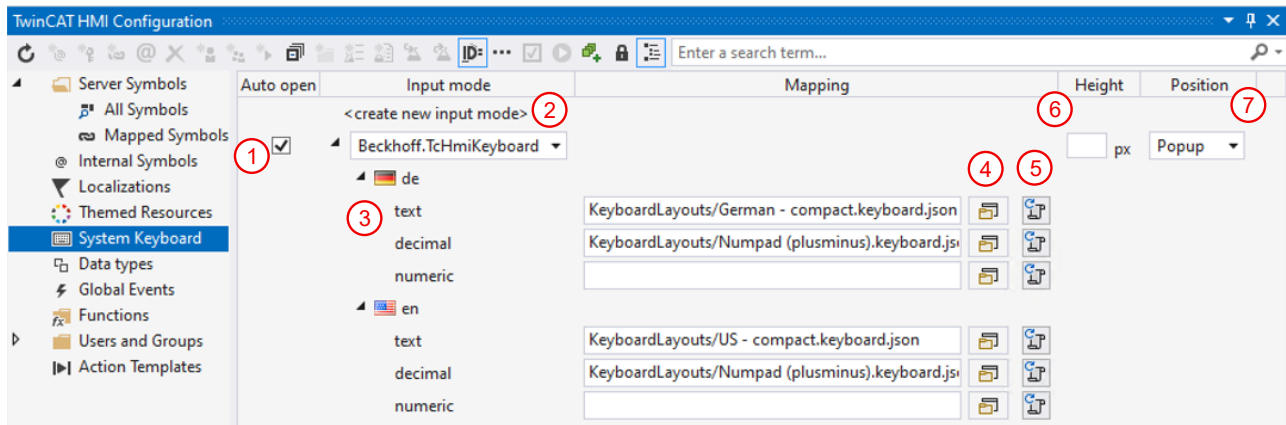 TwinCAT HMI Configuration
ID: Enter a search term...
Server Symbols
All Symbols
Mapped Symbols
Internal Symbols
Localizations
Themed Resources
System Keyboard
Data types
Global Events
Functions
Users and Groups
Action Templates
Auto open Input mode Mapping Height Position
<create new input mode> 2 6 7
1 Beckhoff.TcHmiKeyboard px Popup
de 4 5
3 text KeyboardLayouts/German - compact.keyboard.json
decimal KeyboardLayouts/Numpad (plusminus).keyboard.js
numeric
en
text KeyboardLayouts/US - compact.keyboard.json
decimal KeyboardLayouts/Numpad (plusminus).keyboard.js
numeric